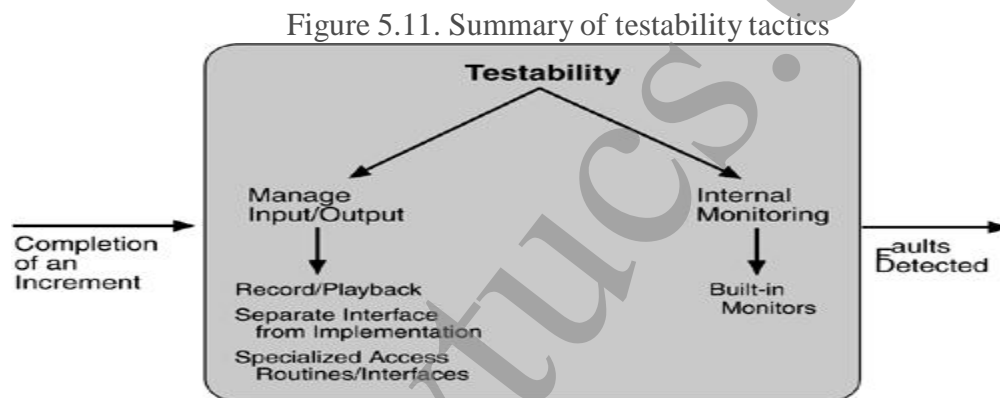 Figure 5.11. Summary of testability tactics
Testability
Manage
Input/Output
Internal
Monitoring
Completion
of an
Increment
Faults
Detected
Record/Playback
Separate Interface
from Implementation
Specialized Access
Routines/Interfaces
Built-in
Monitors